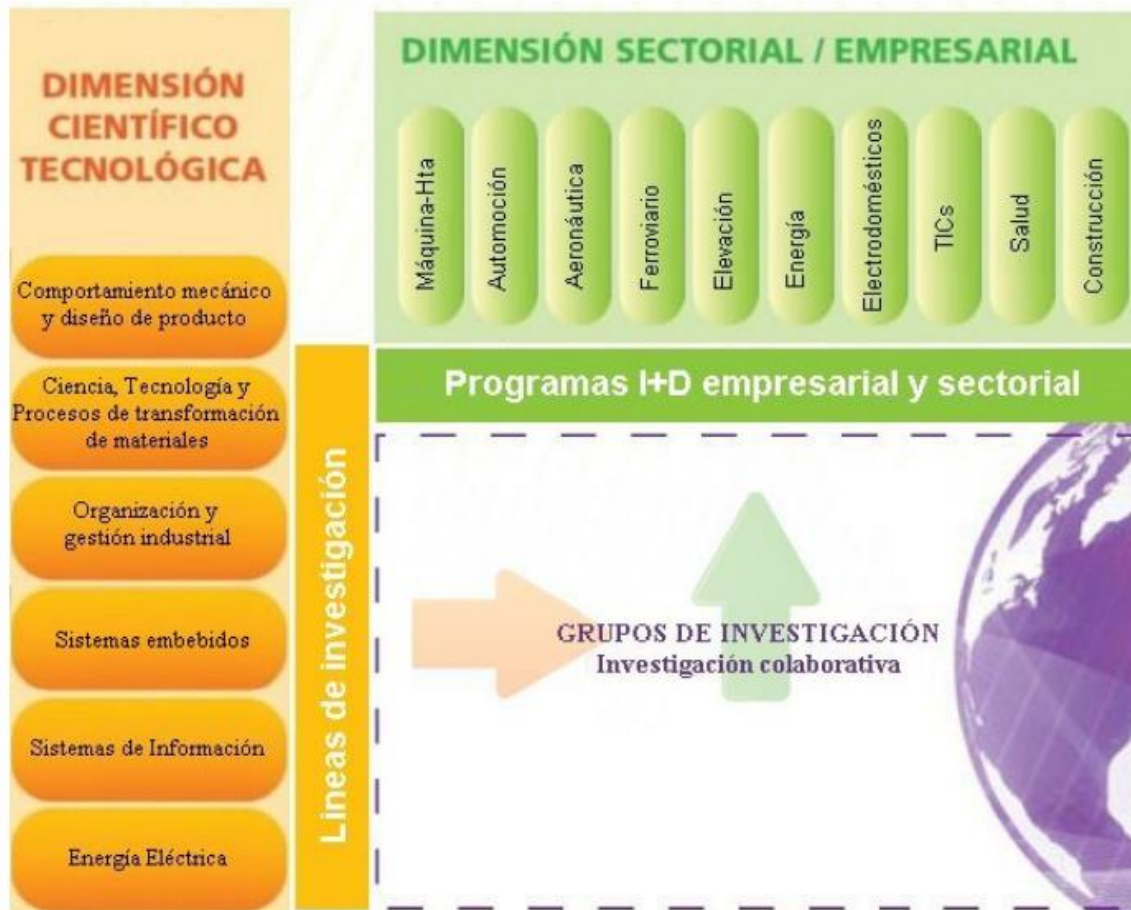 DIMENSIÓN
CIENTÍFICO
TECNOLÓGICA
Comportamiento mecánico
y diseño de producto
Ciencia, Tecnología y
Procesos de transformación
de materiales
Organización y
gestión industrial
Sistemas embebidos
Sistemas de Información
Energía Eléctrica
Lineas de investigación
DIMENSIÓN SECTORIAL / EMPRESARIAL
Máquina-Hta
Automoción
Aeronáutica
Ferroviario
Elevación
Energía
Electrodomésticos
TICs
Salud
Construcción
Programas I+D empresarial y sectorial
GRUPOS DE INVESTIGACIÓN
Investigación colaborativa